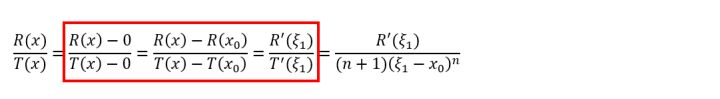 R(x)/T(x) = R(x) − 0/T(x) − 0 = R(x) − R(x₀)/T(x) − T(x₀) = R′(ξ₁)/T′(ξ₁) = R′(ξ₁)/(n + 1)(ξ₁ − x₀)ⁿ